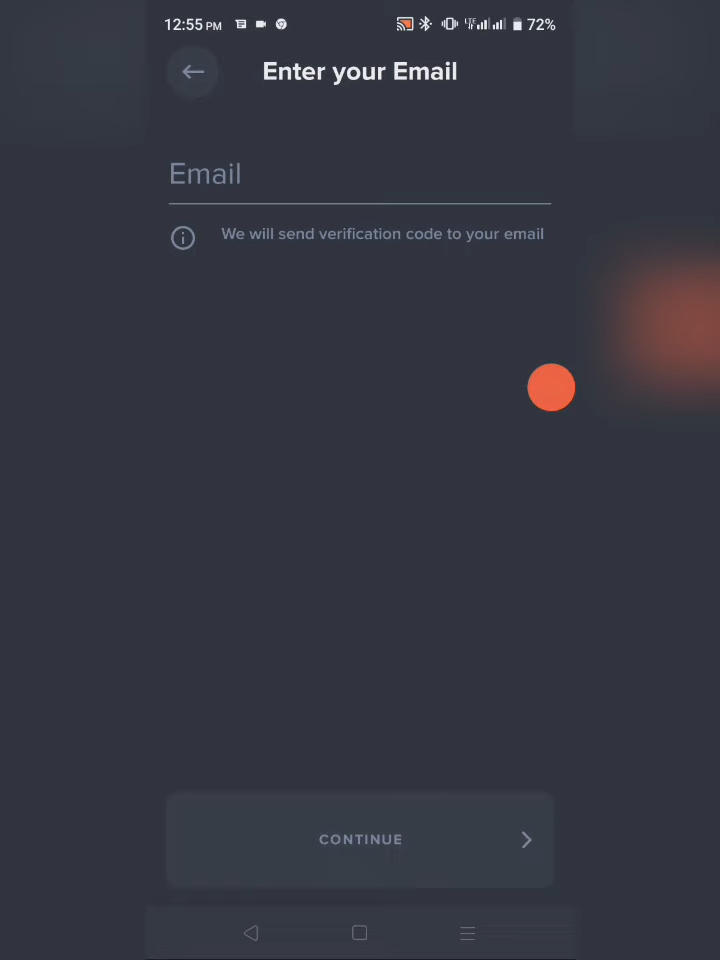 12:55 PM 72%
Enter your Email
Email
We will send verification code to your email
CONTINUE